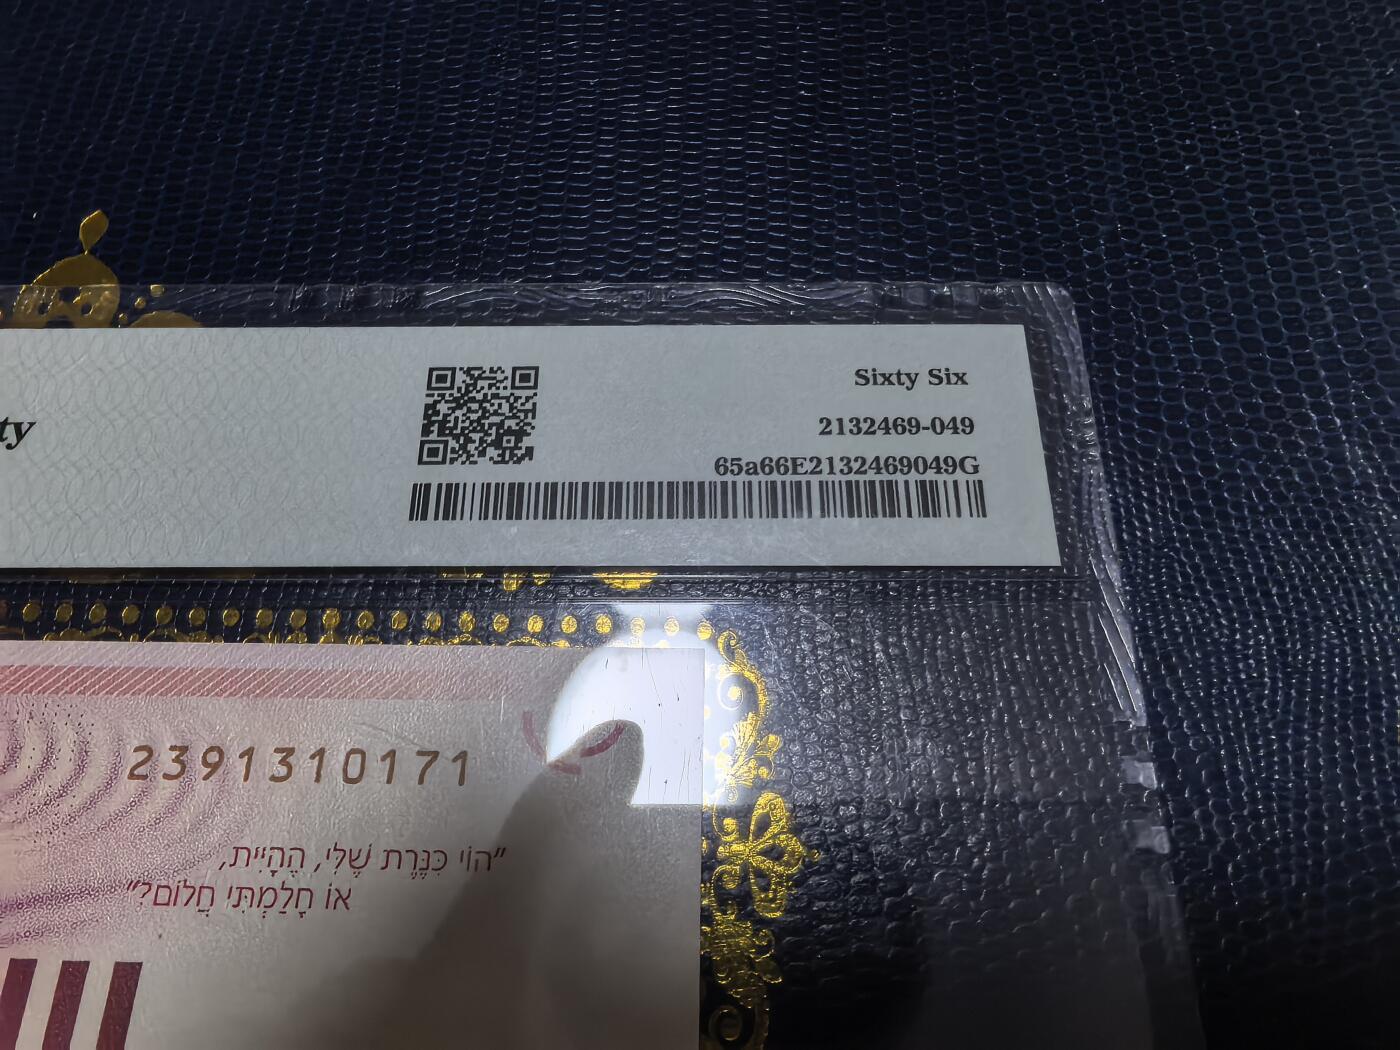 ty
Sixty Six
2132469-049
65a66E2132469049G
2391310171
"הוֹי כִּנֶּרֶת שֶׁלִּי, הֶהָיִית,
אוֹ חָלַמְתִּי חֲלוֹם?"